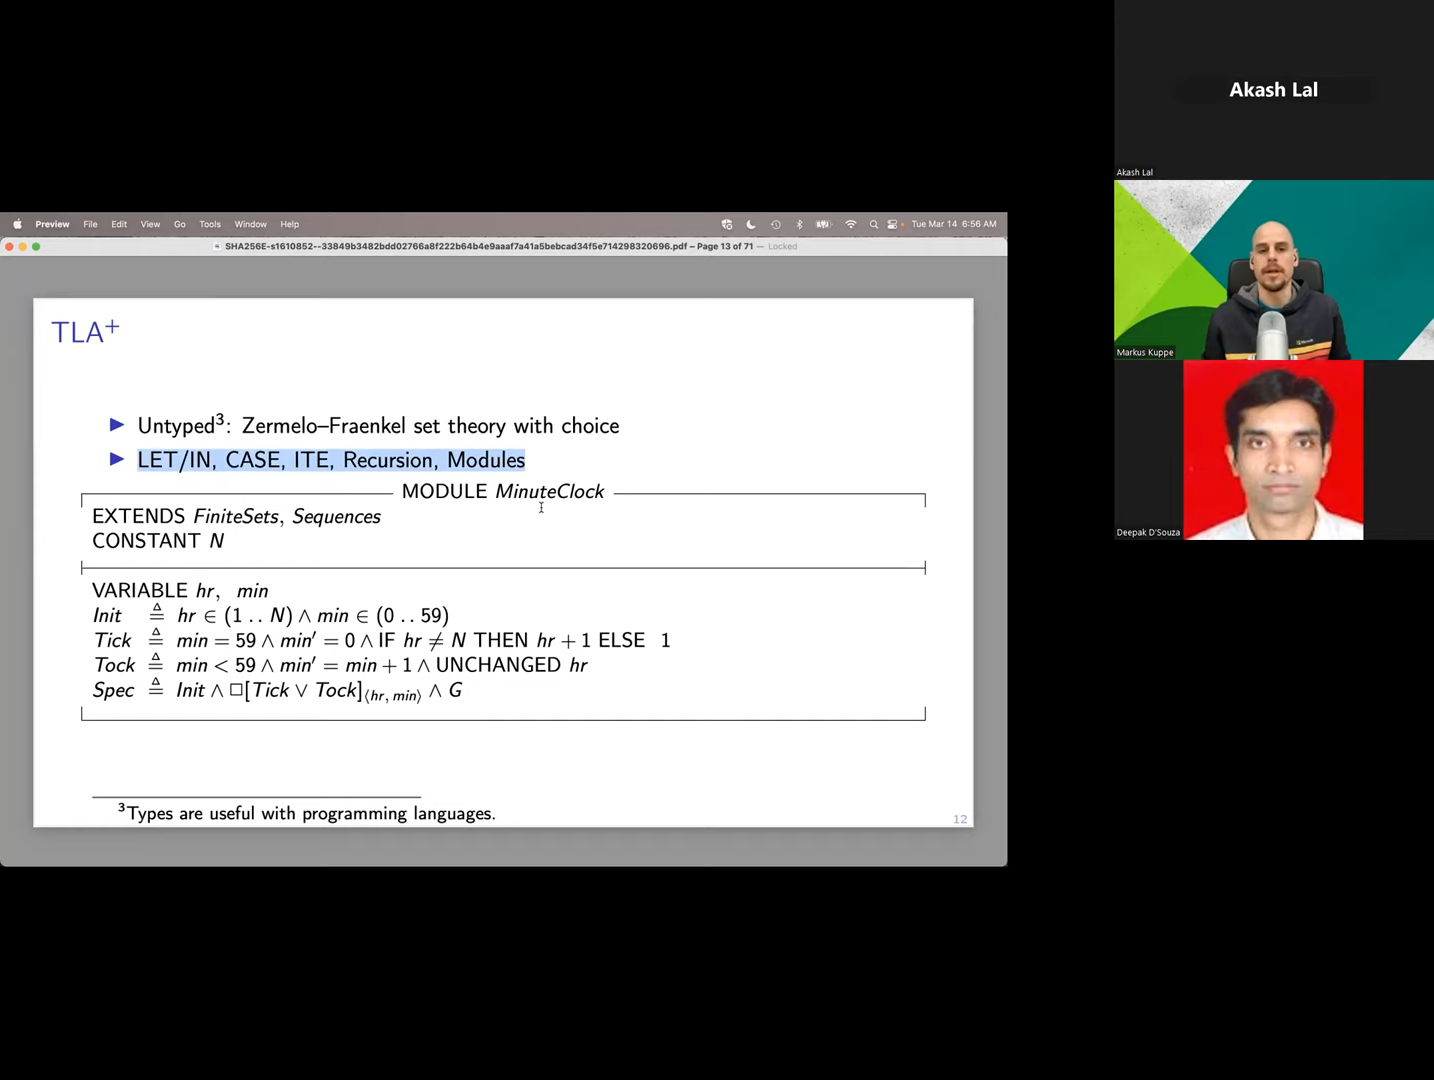 Akash Lal
Akash Lal
Preview File Edit View Go Tools Window Help Tue Mar 14 6:56 AM
SHA256E-s1610852--33849b3482bdd02766a8f222b64b4e9aaaf7a41a5bebcad34f5e714298320696.pdf – Page 13 of 71 — Locked
TLA+
▶ Untyped³: Zermelo–Fraenkel set theory with choice
▶ LET/IN, CASE, ITE, Recursion, Modules
MODULE MinuteClock
EXTENDS FiniteSets, Sequences
CONSTANT N
VARIABLE hr, min
Init ≜ hr ∈ (1 .. N) ∧ min ∈ (0 .. 59)
Tick ≜ min = 59 ∧ min′ = 0 ∧ IF hr ≠ N THEN hr + 1 ELSE 1
Tock ≜ min < 59 ∧ min′ = min + 1 ∧ UNCHANGED hr
Spec ≜ Init ∧ □[Tick ∨ Tock]⟨hr, min⟩ ∧ G
³Types are useful with programming languages.
12
Markus Kuppe
Deepak D'Souza